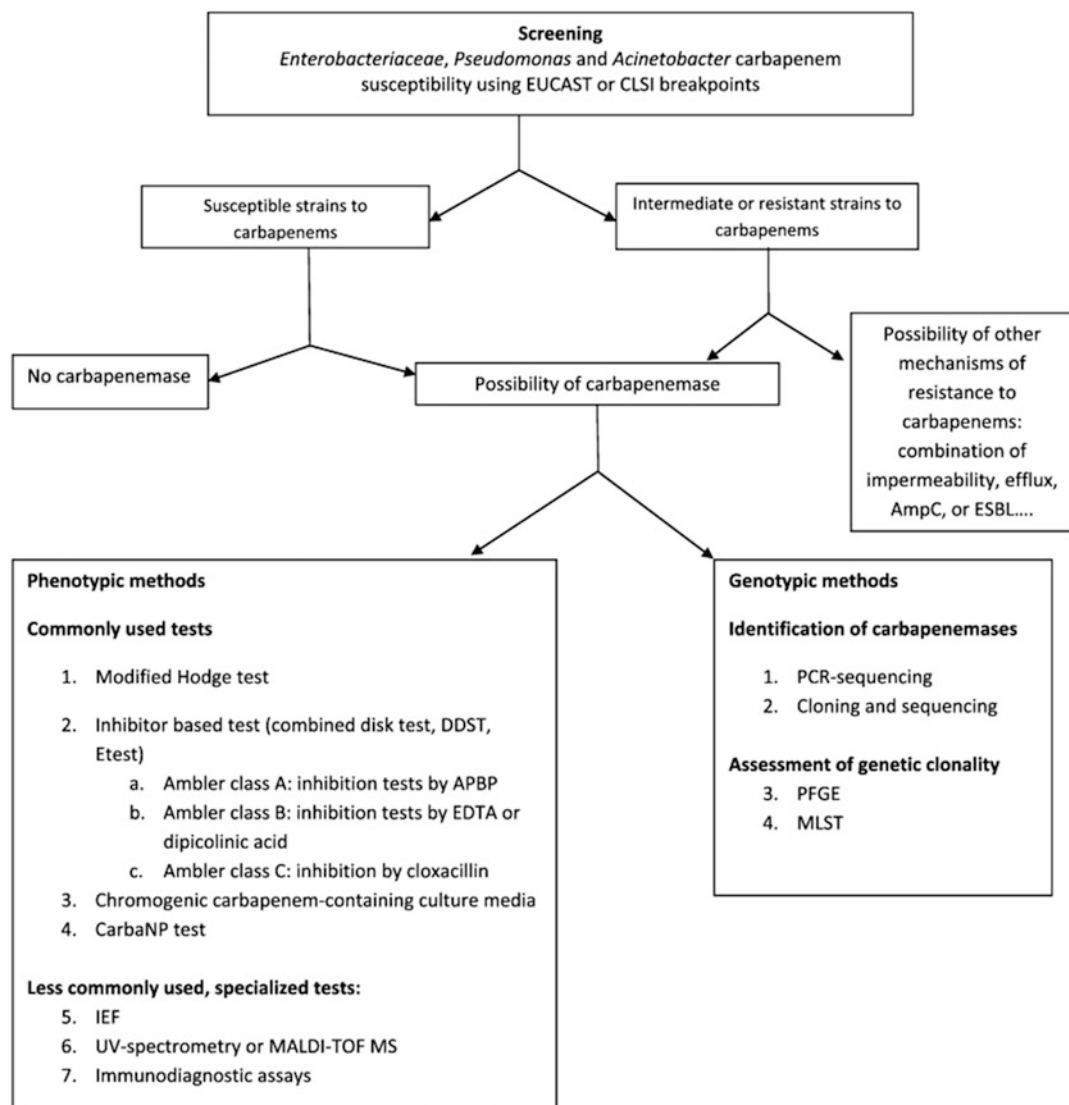 Screening
Enterobacteriaceae, Pseudomonas and Acinetobacter carbapenem
susceptibility using EUCAST or CLSI breakpoints
Susceptible strains to
carbapenems
Intermediate or resistant strains to
carbapenems
No carbapenemase
Possibility of carbapenemase
Possibility of other
mechanisms of
resistance to
carbapenems:
combination of
impermeability, efflux,
AmpC, or ESBL....
Phenotypic methods
Commonly used tests
1. Modified Hodge test
2. Inhibitor based test (combined disk test, DDST,
Etest)
a. Ambler class A: inhibition tests by APBP
b. Ambler class B: inhibition tests by EDTA or
dipicolinic acid
c. Ambler class C: inhibition by cloxacillin
3. Chromogenic carbapenem-containing culture media
4. CarbaNP test
Less commonly used, specialized tests:
5. IEF
6. UV-spectrometry or MALDI-TOF MS
7. Immunodiagnostic assays
Genotypic methods
Identification of carbapenemases
1. PCR-sequencing
2. Cloning and sequencing
Assessment of genetic clonality
3. PFGE
4. MLST